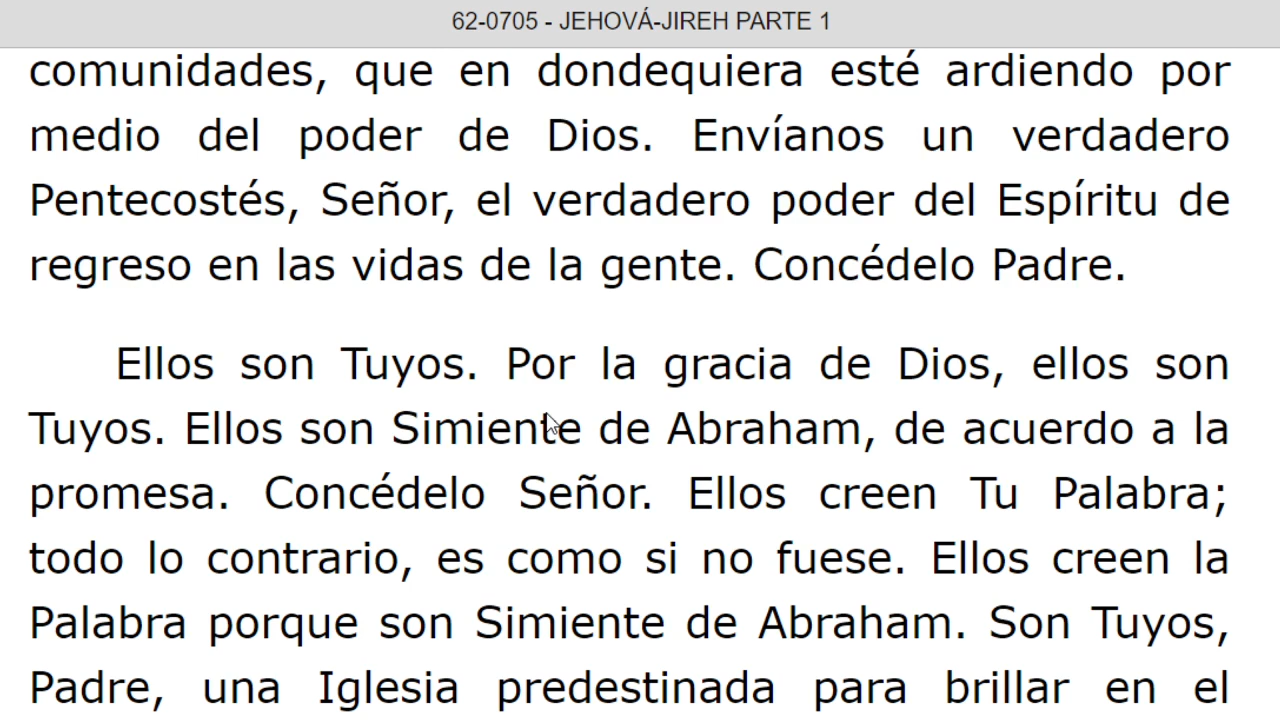 62-0705 - JEHOVÁ-JIREH PARTE 1
comunidades, que en dondequiera esté ardiendo por
medio del poder de Dios. Envíanos un verdadero
Pentecostés, Señor, el verdadero poder del Espíritu de
regreso en las vidas de la gente. Concédelo Padre.
Ellos son Tuyos. Por la gracia de Dios, ellos son
Tuyos. Ellos son Simiente de Abraham, de acuerdo a la
promesa. Concédelo Señor. Ellos creen Tu Palabra;
todo lo contrario, es como si no fuese. Ellos creen la
Palabra porque son Simiente de Abraham. Son Tuyos,
Padre, una Iglesia predestinada para brillar en el